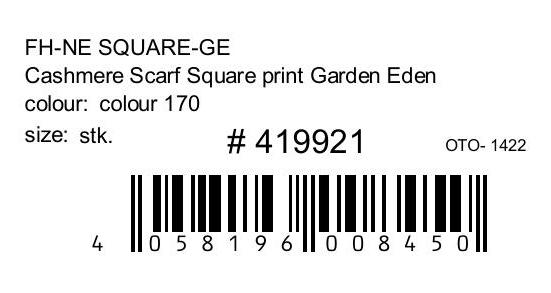 FH-NE SQUARE-GE
Cashmere Scarf Square print Garden Eden
colour: colour 170
size: stk.
# 419921
OTO- 1422
4 058196 008450